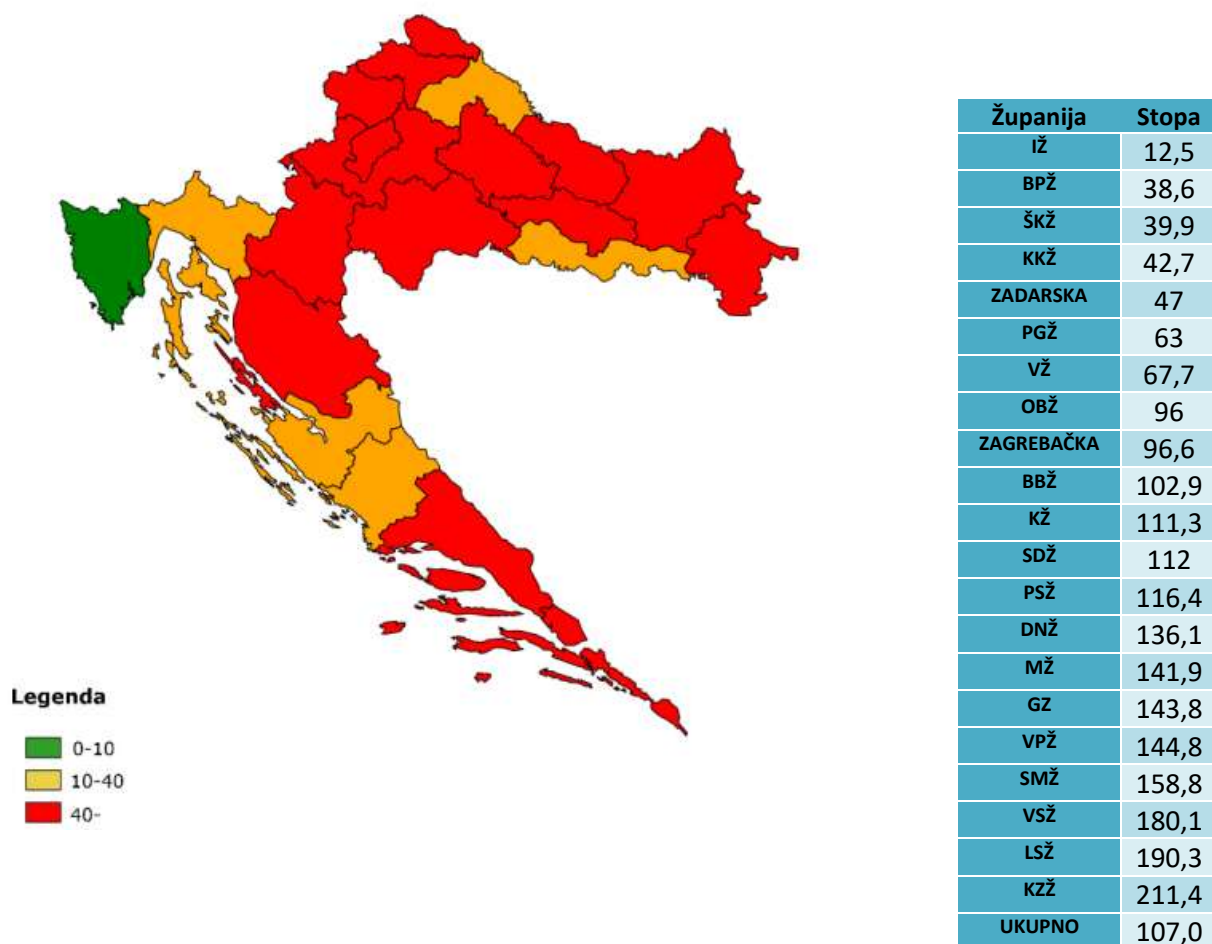 Legenda
0-10
10-40
40-
Županija Stopa
IŽ 12,5
BPŽ 38,6
ŠKŽ 39,9
KKŽ 42,7
ZADARSKA 47
PGŽ 63
VŽ 67,7
OBŽ 96
ZAGREBAČKA 96,6
BBŽ 102,9
KŽ 111,3
SDŽ 112
PSŽ 116,4
DNŽ 136,1
MŽ 141,9
GZ 143,8
VPŽ 144,8
SMŽ 158,8
VSŽ 180,1
LSŽ 190,3
KZŽ 211,4
UKUPNO 107,0